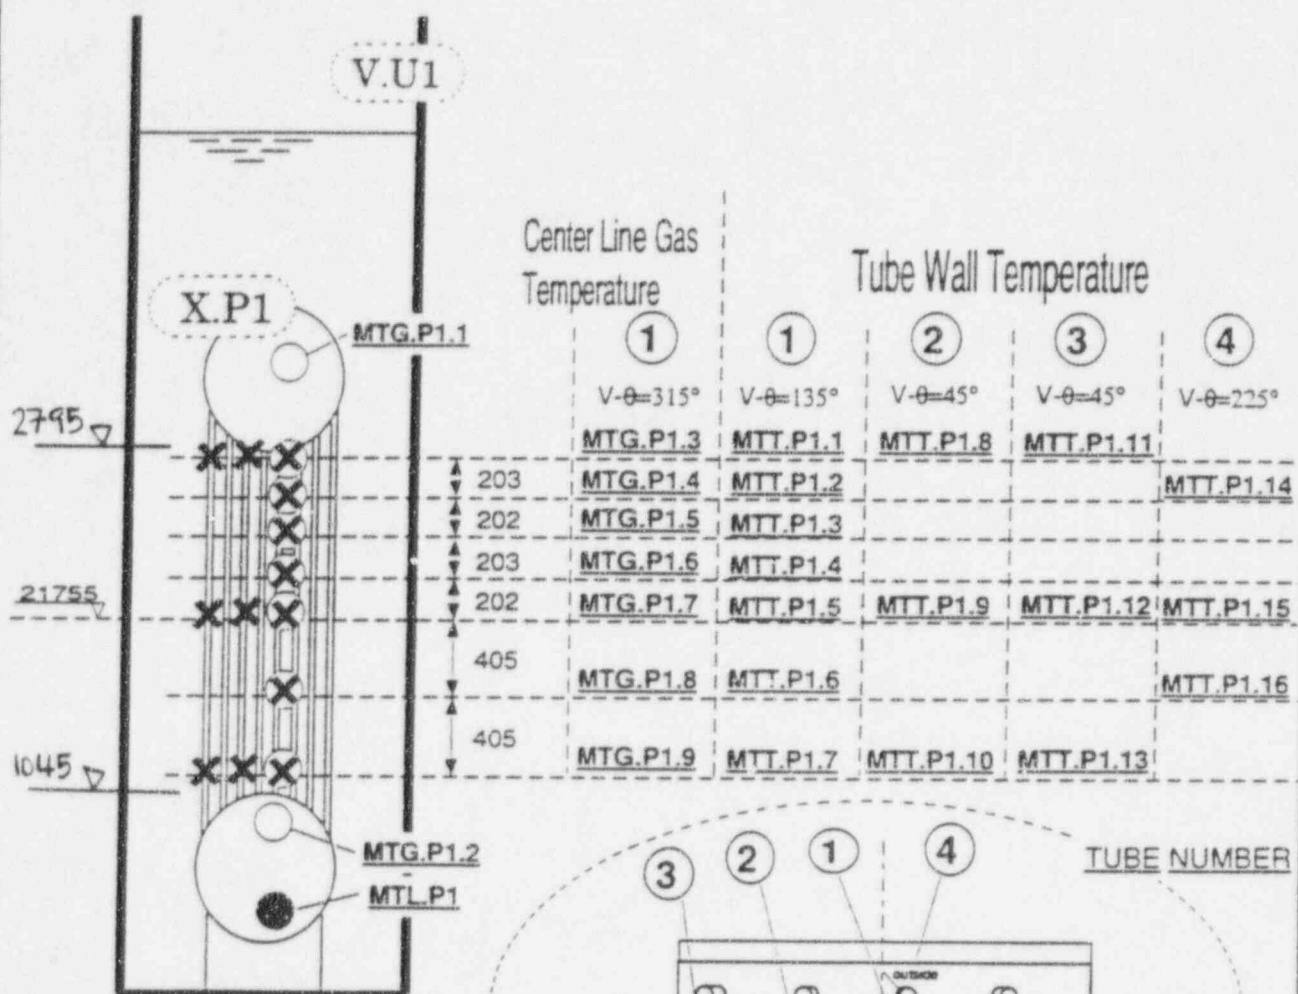 V.U1
Center Line Gas
Temperature
Tube Wall Temperature
X.P1
MTG.P1.1
1 1 2 3 4
V-θ=315° V-θ=135° V-θ=45° V-θ=45° V-θ=225°
2795
MTG.P1.3 MTT.P1.1 MTT.P1.8 MTT.P1.11
203 MTG.P1.4 MTT.P1.2 MTT.P1.14
202 MTG.P1.5 MTT.P1.3
203 MTG.P1.6 MTT.P1.4
21755 202 MTG.P1.7 MTT.P1.5 MTT.P1.9 MTT.P1.12 MTT.P1.15
405 MTG.P1.8 MTT.P1.6 MTT.P1.16
405 MTG.P1.9 MTT.P1.7 MTT.P1.10 MTT.P1.13
1045
MTG.P1.2
MTL.P1
3 2 1 4 TUBE NUMBER
OUTSIDE